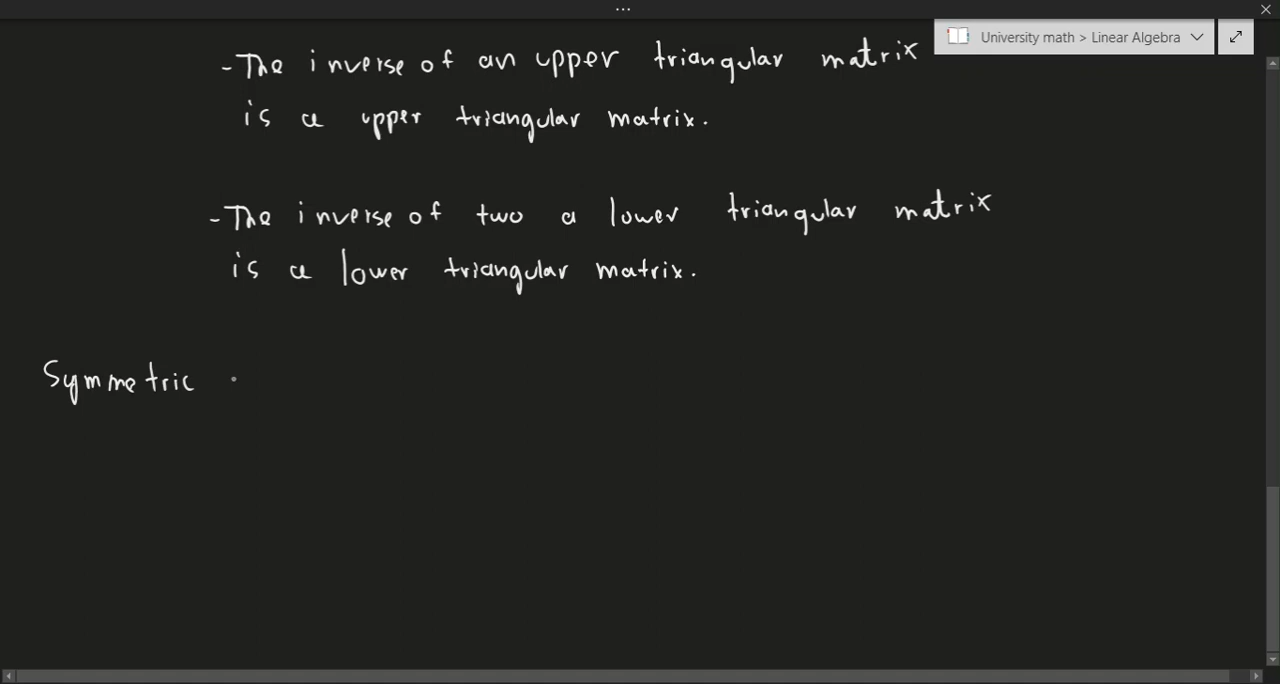 University math > Linear Algebra
-The inverse of an upper triangular matrix
is a upper triangular matrix.
-The inverse of two a lower triangular matrix
is a lower triangular matrix.
Symmetric